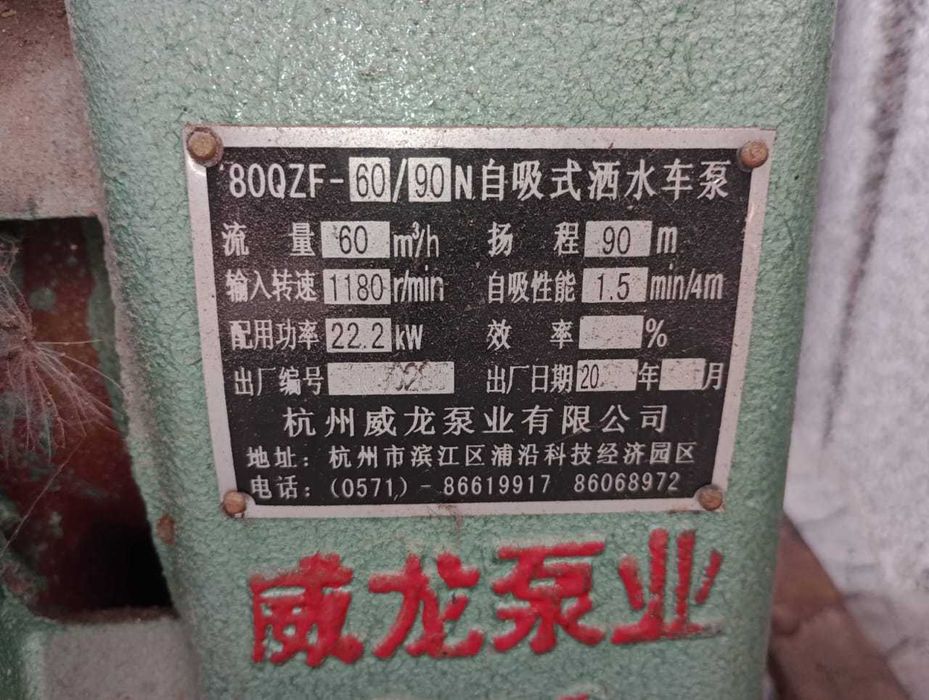 80QZF-60/90N自吸式洒水车泵
流 量 60 m³/h 扬 程 90 m
输入转速 1180 r/min 自吸性能 1.5 min/4m
配用功率 22.2 kW 效 率 %
出厂编号 出厂日期 20 年 月
杭州威龙泵业有限公司
地址：杭州市滨江区浦沿科技经济园区
电话：(0571)-86619917 86068972
威龙泵业